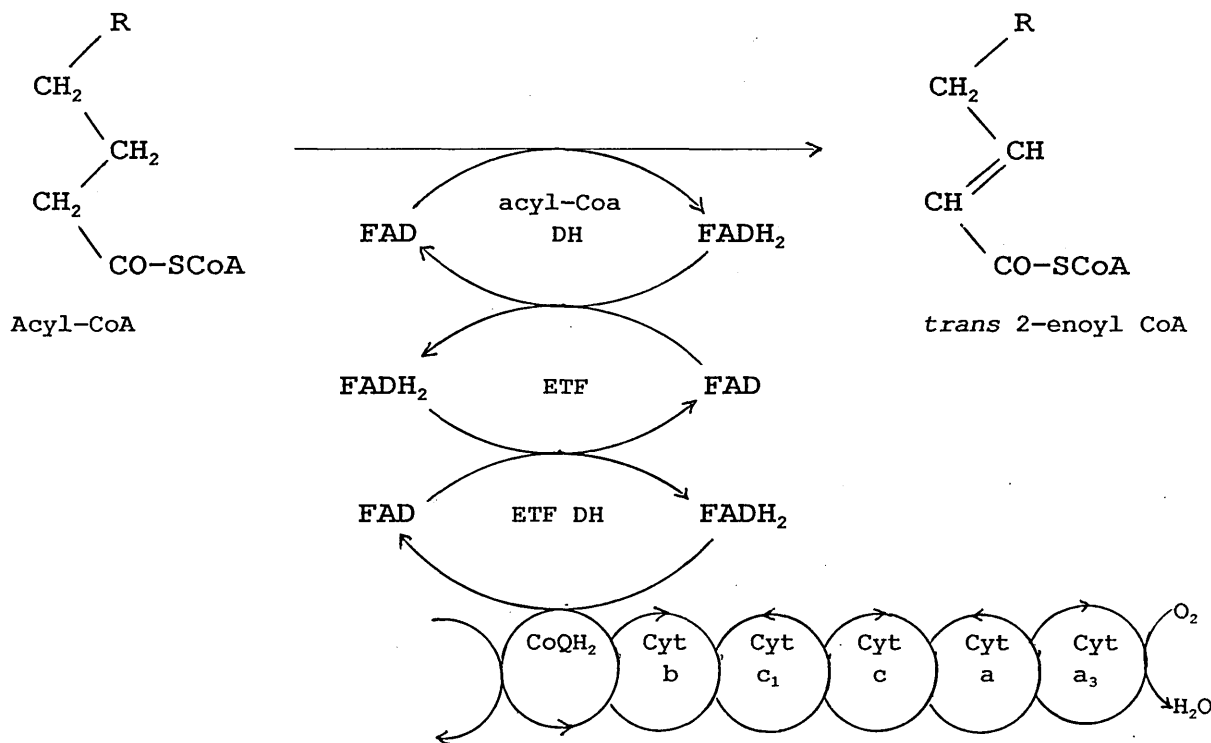 R
CH₂
CH₂
CH₂
CO-SCoA
Acyl-CoA
R
CH₂
CH
CH
CO-SCoA
trans 2-enoyl CoA
acyl-Coa
FAD DH FADH₂
FADH₂ ETF FAD
FAD ETF DH FADH₂
CoQH₂ Cyt Cyt Cyt Cyt Cyt O₂
b c₁ c a a₃ H₂O